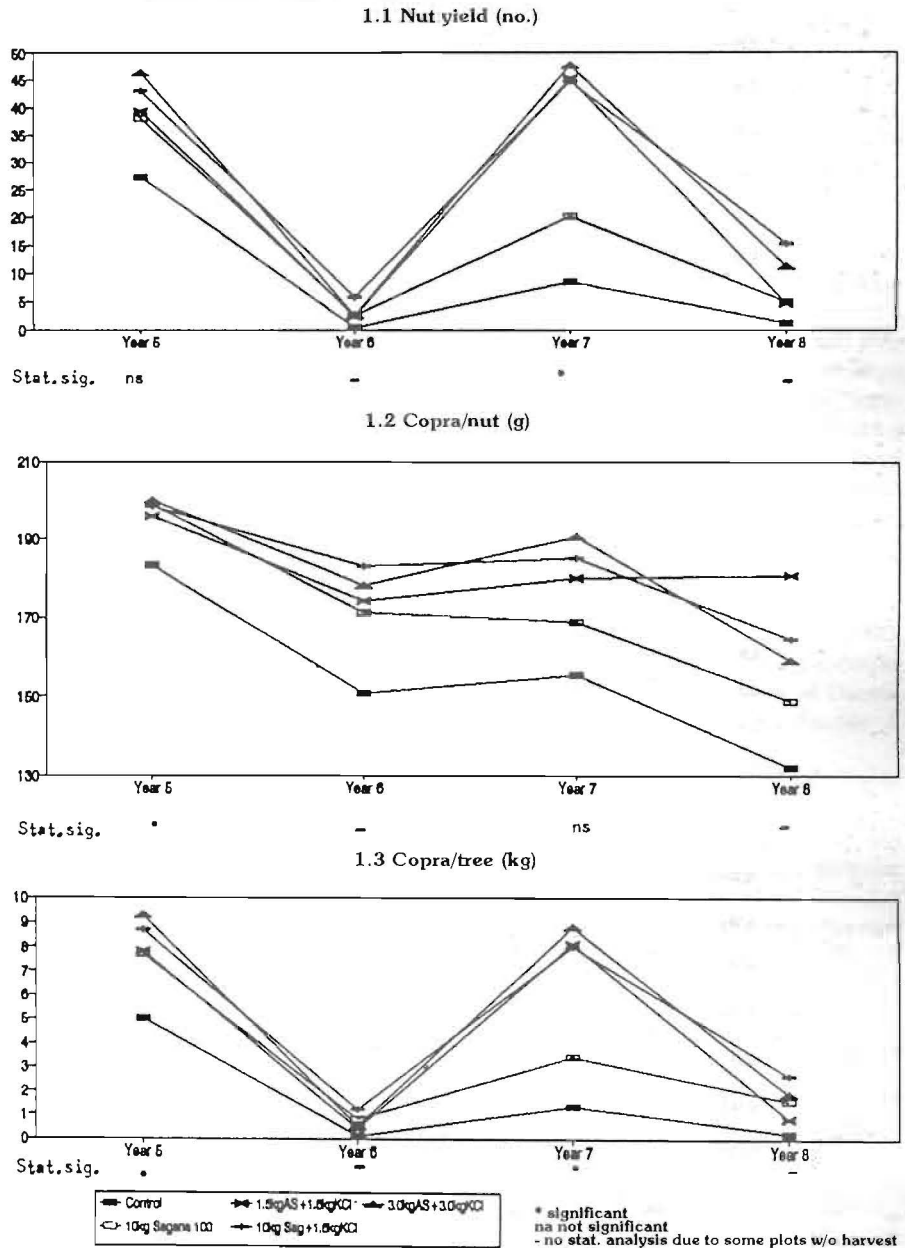 1.1 Nut yield (no.)
50
45
40
35
30
25
20
15
10
5
0
Year 5 Year 6 Year 7 Year 8
Stat.sig. ns - * -
1.2 Copra/nut (g)
210
190
170
150
130
Year 5 Year 6 Year 7 Year 8
Stat.sig. * - ns -
1.3 Copra/tree (kg)
10
9
8
7
6
5
4
3
2
1
0
Year 5 Year 6 Year 7 Year 8
Stat.sig. * - * -
Control 1.5kgAS+1.5kgKCl 3.0kgAS+3.0kgKCl
10kg Sagana 100 10kg Sag+1.5kgKCl
* significant
na not significant
- no stat. analysis due to some plots w/o harvest